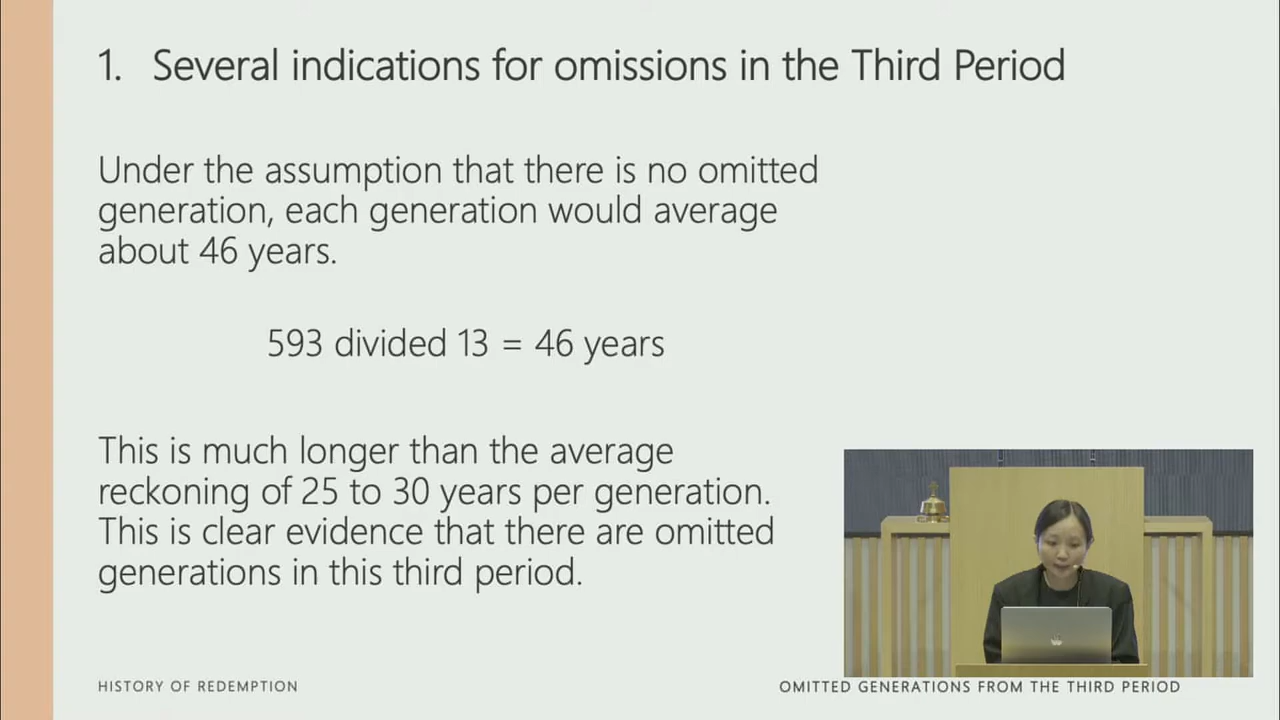 1. Several indications for omissions in the Third Period
Under the assumption that there is no omitted
generation, each generation would average
about 46 years.
593 divided 13 = 46 years
This is much longer than the average
reckoning of 25 to 30 years per generation.
This is clear evidence that there are omitted
generations in this third period.
HISTORY OF REDEMPTION
OMITTED GENERATIONS FROM THE THIRD PERIOD